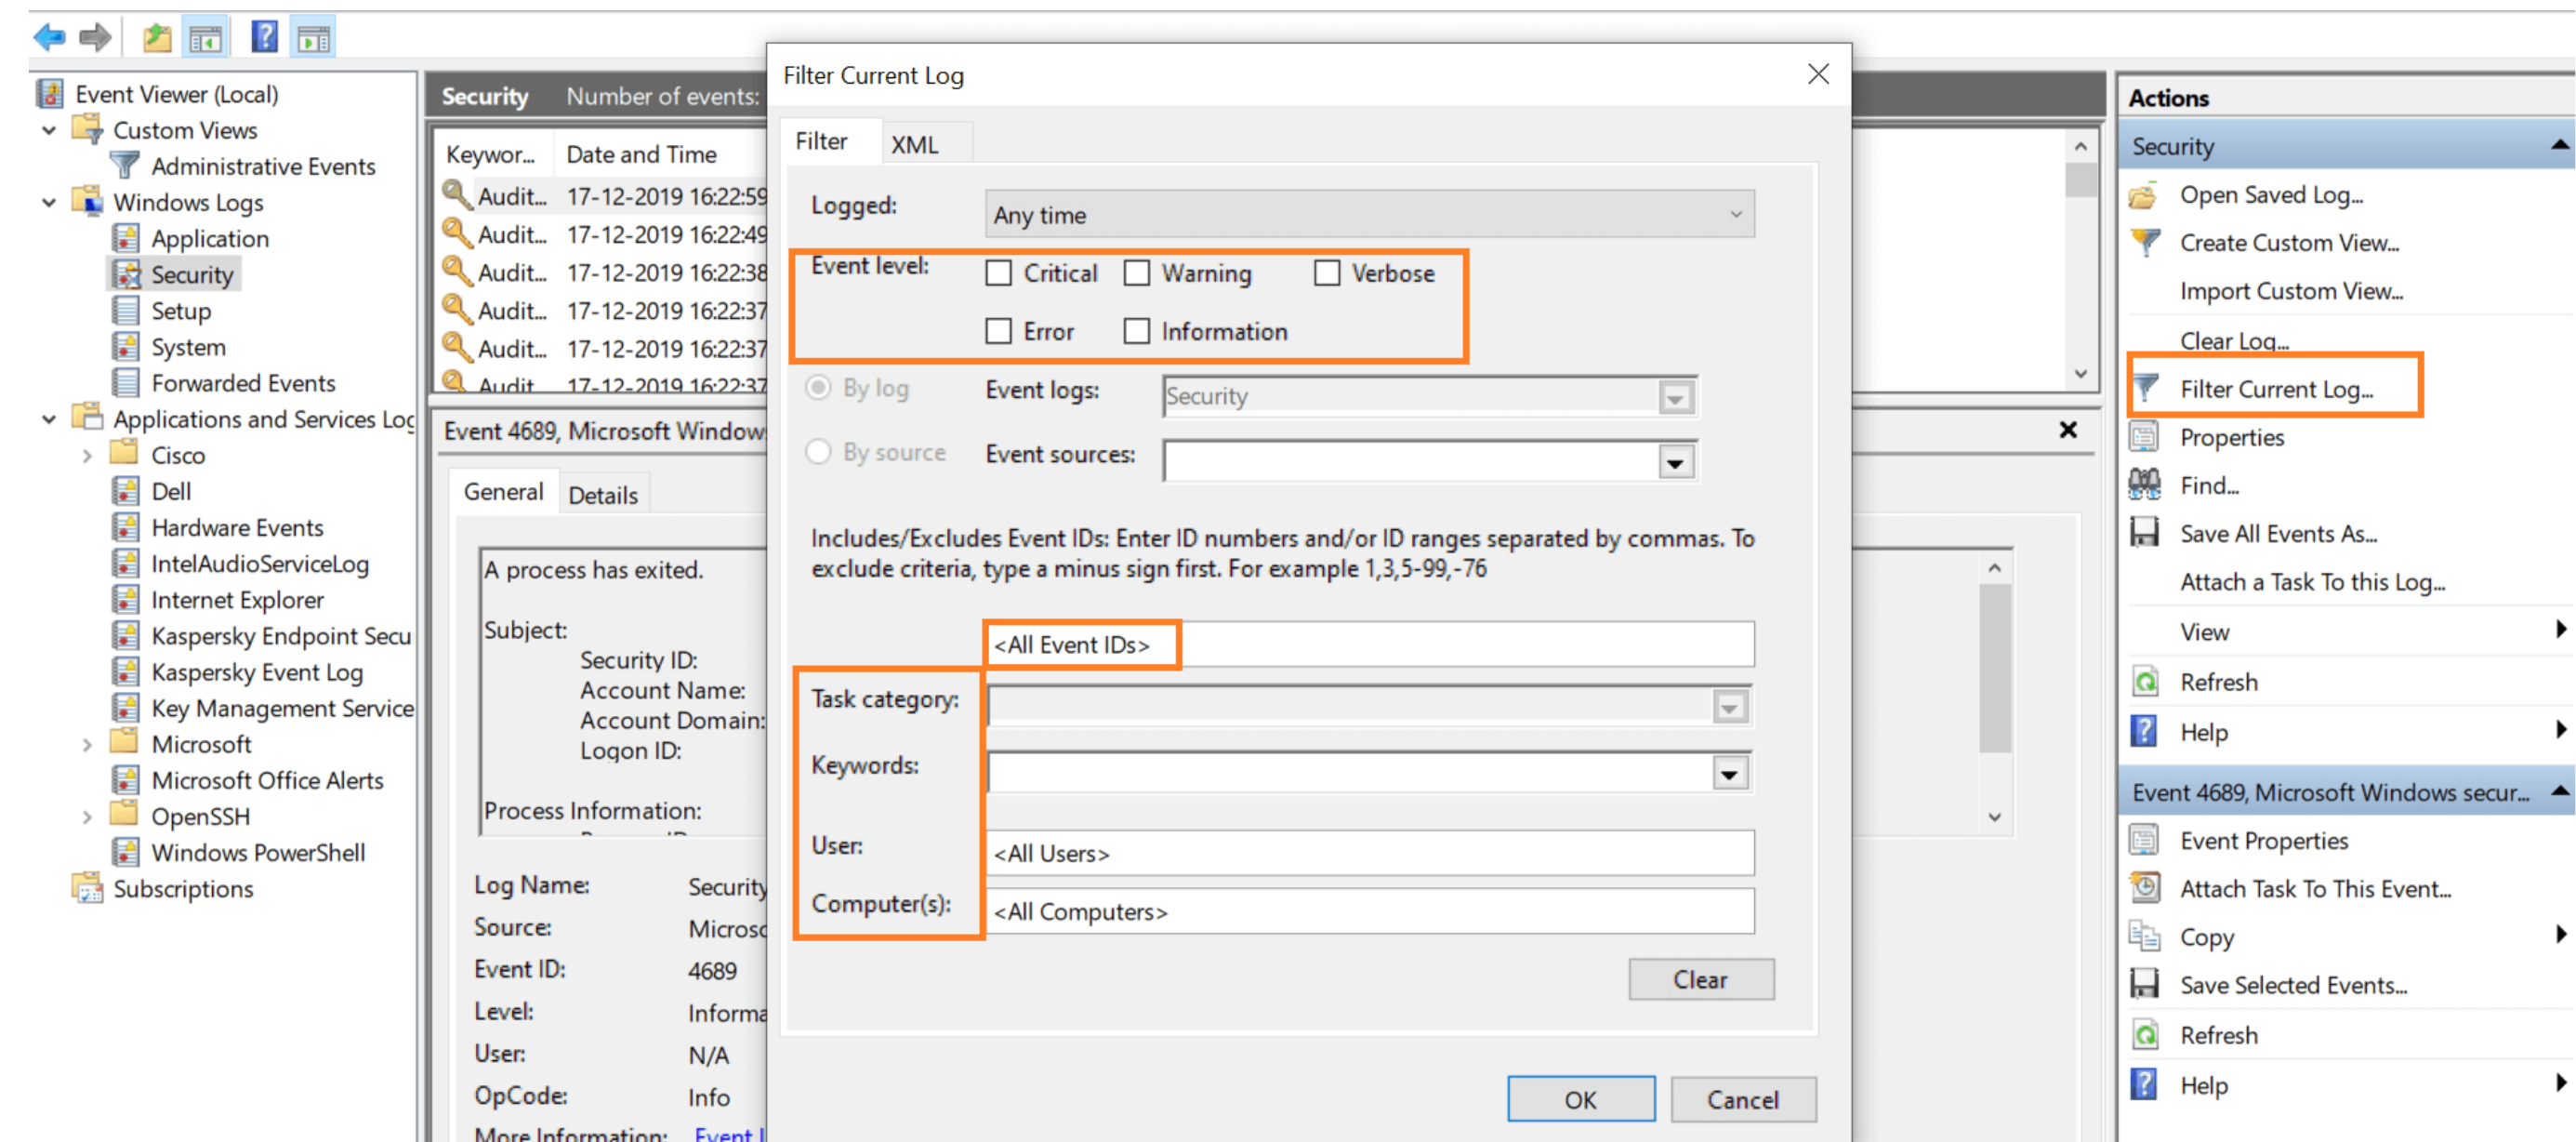 Event Viewer (Local)
Custom Views
Administrative Events
Windows Logs
Application
Security
Setup
System
Forwarded Events
Applications and Services Log
Cisco
Dell
Hardware Events
IntelAudioServiceLog
Internet Explorer
Kaspersky Endpoint Secu
Kaspersky Event Log
Key Management Service
Microsoft
Microsoft Office Alerts
OpenSSH
Windows PowerShell
Subscriptions
Security Number of events:
Keywor... Date and Time
Audit... 17-12-2019 16:22:59
Audit... 17-12-2019 16:22:49
Audit... 17-12-2019 16:22:38
Audit... 17-12-2019 16:22:37
Audit... 17-12-2019 16:22:37
Audit 17-12-2019 16:22:37
Event 4689, Microsoft Window
General Details
A process has exited.
Subject:
Security ID:
Account Name:
Account Domain:
Logon ID:
Process Information:
Log Name: Security
Source: Microso
Event ID: 4689
Level: Informa
User: N/A
OpCode: Info
More Information: Event
Filter Current Log
Filter XML
Logged: Any time
Event level: Critical Warning Verbose
Error Information
By log Event logs: Security
By source Event sources:
Includes/Excludes Event IDs: Enter ID numbers and/or ID ranges separated by commas. To
exclude criteria, type a minus sign first. For example 1,3,5-99,-76
<All Event IDs>
Task category:
Keywords:
User: <All Users>
Computer(s): <All Computers>
Clear
OK Cancel
Actions
Security
Open Saved Log...
Create Custom View...
Import Custom View...
Clear Log...
Filter Current Log...
Properties
Find...
Save All Events As...
Attach a Task To this Log...
View
Refresh
Help
Event 4689, Microsoft Windows secur...
Event Properties
Attach Task To This Event...
Copy
Save Selected Events...
Refresh
Help